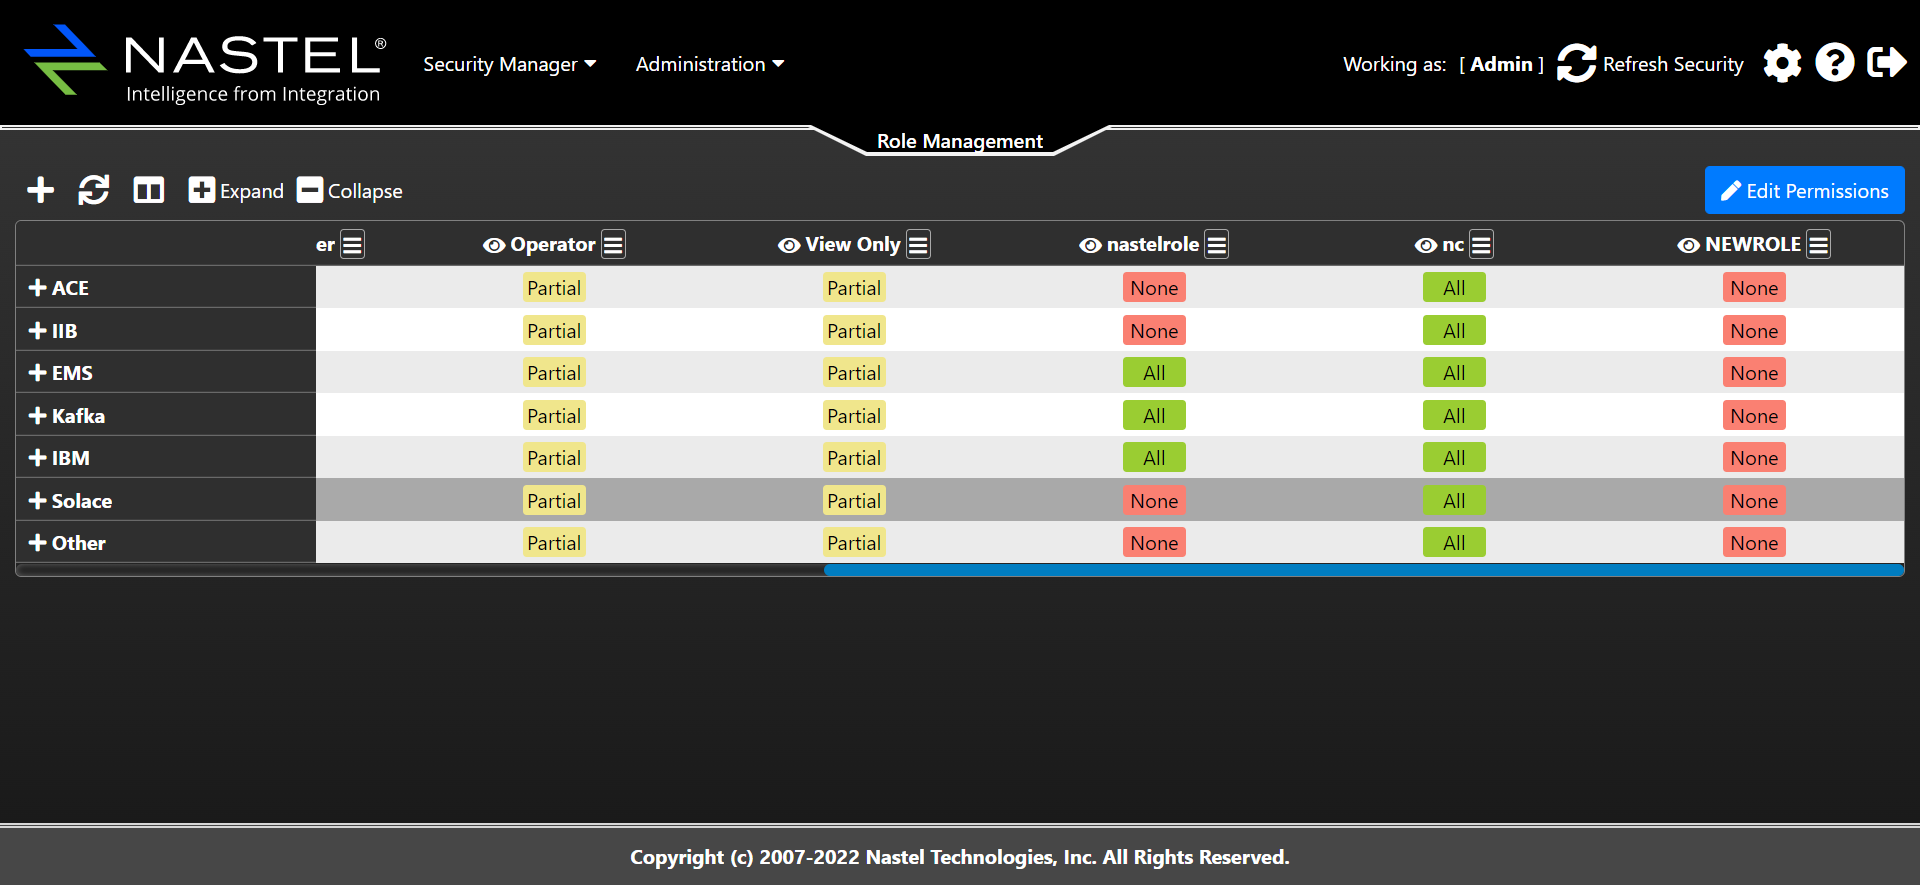 NASTEL®
Intelligence from Integration
Security Manager
Administration
Working as: [ Admin ]
Refresh Security
Role Management
Expand
Collapse
Edit Permissions
er Operator View Only nastelrole nc NEWROLE
ACE Partial Partial None All None
IIB Partial Partial None All None
EMS Partial Partial All All None
Kafka Partial Partial All All None
IBM Partial Partial All All None
Solace Partial Partial None All None
Other Partial Partial None All None
Copyright (c) 2007-2022 Nastel Technologies, Inc. All Rights Reserved.